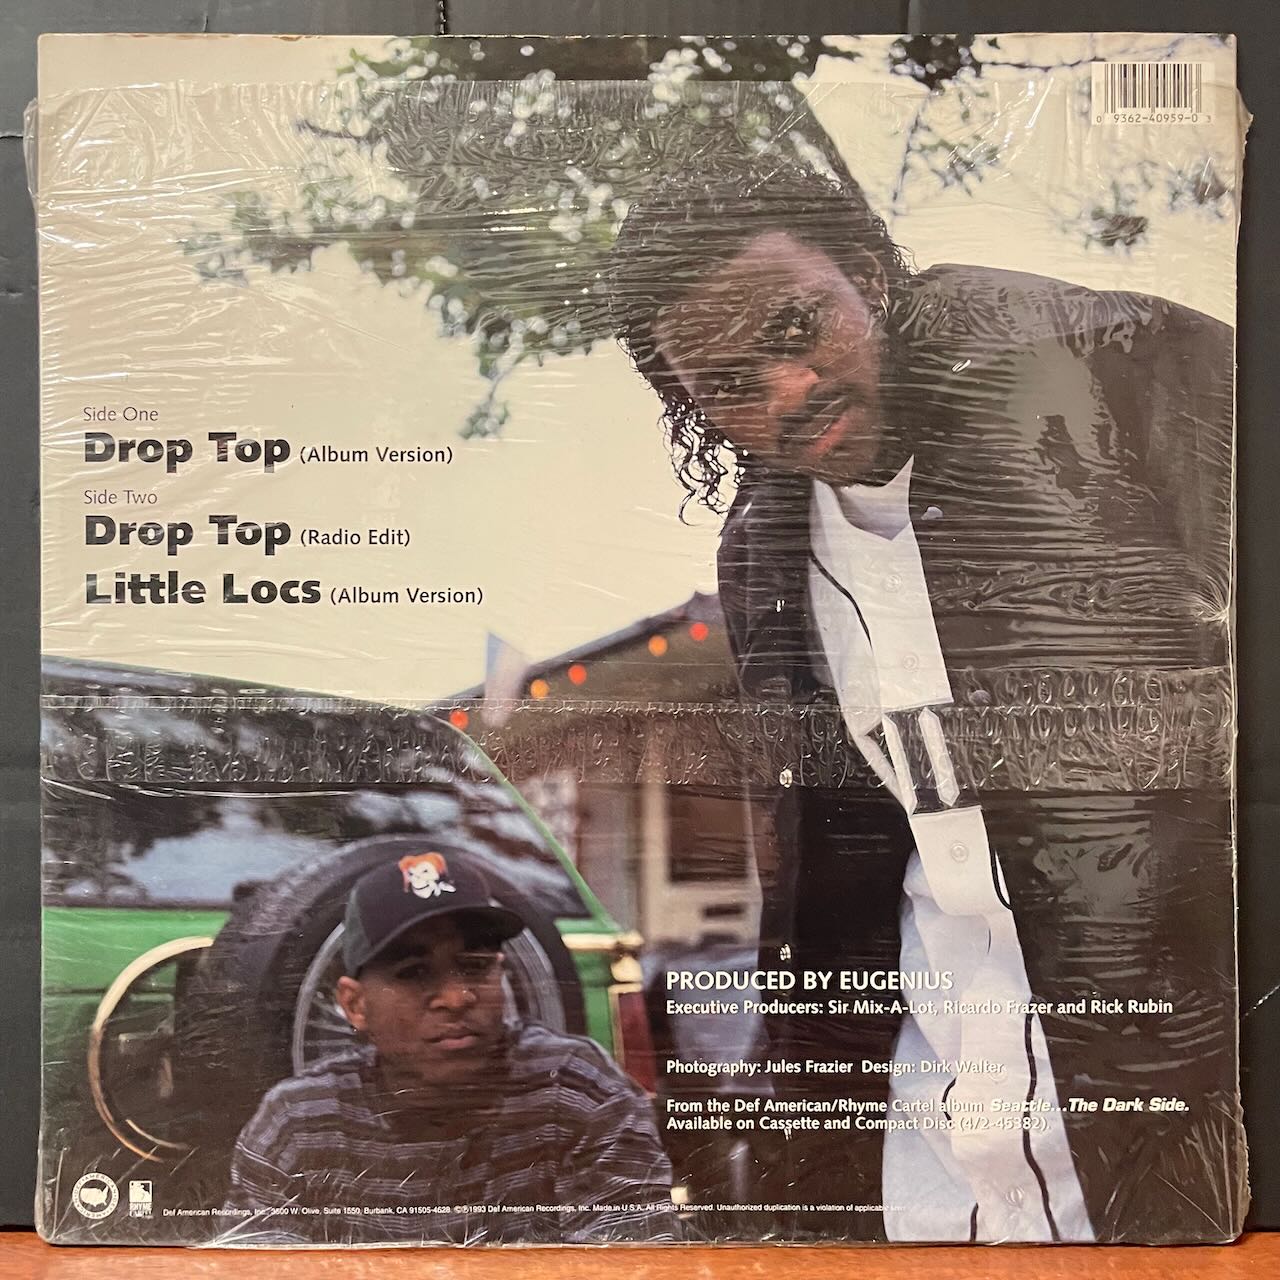 0 9362-40959-0 3
Side One
Drop Top (Album Version)
Side Two
Drop Top (Radio Edit)
Little Locs (Album Version)
PRODUCED BY EUGENIUS
Executive Producers: Sir Mix-A-Lot, Ricardo Frazer and Rick Rubin
Photography: Jules Frazier Design: Dirk Walter
From the Def American/Rhyme Cartel album Seattle...The Dark Side.
Available on Cassette and Compact Disc (4/2-45382).
RHYME
CARTEL
Def American Recordings, Inc., 3500 W. Olive, Suite 1550, Burbank, CA 91505-4628. ©℗1993 Def American Recordings, Inc. Made in U.S.A. All Rights Reserved. Unauthorized duplication is a violation of applicable laws.